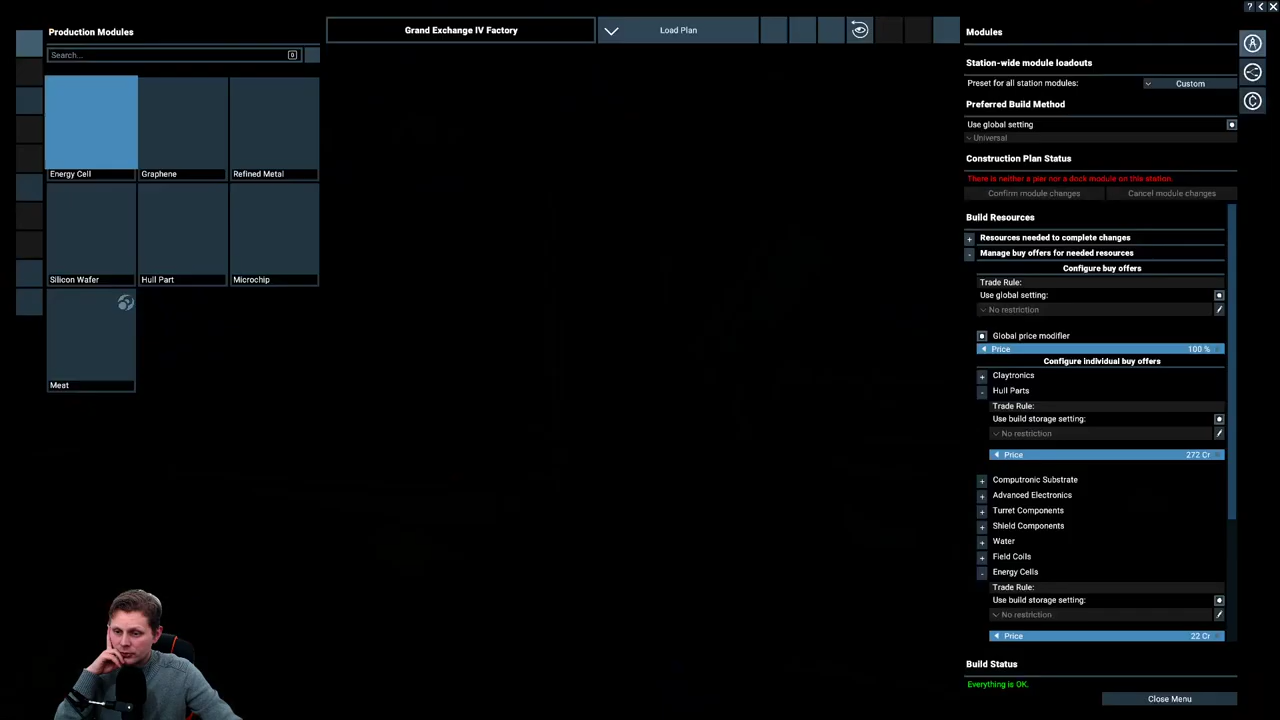 Production Modules
Search...
Energy Cell
Graphene
Refined Metal
Silicon Wafer
Hull Part
Microchip
Meat
Grand Exchange IV Factory
Load Plan
Modules
Station-wide module loadouts
Preset for all station modules:
Custom
Preferred Build Method
Use global setting
Universal
Construction Plan Status
There is neither a pier nor a dock module on this station.
Confirm module changes
Cancel module changes
Build Resources
+ Resources needed to complete changes
- Manage buy offers for needed resources
Configure buy offers
Trade Rule:
Use global setting:
No restriction
Global price modifier
Price 100 %
Configure individual buy offers
+ Claytronics
- Hull Parts
Trade Rule:
Use build storage setting:
No restriction
Price 272 Cr
+ Computronic Substrate
+ Advanced Electronics
+ Turret Components
+ Shield Components
+ Water
+ Field Coils
- Energy Cells
Trade Rule:
Use build storage setting:
No restriction
Price 22 Cr
Build Status
Everything is OK.
Close Menu